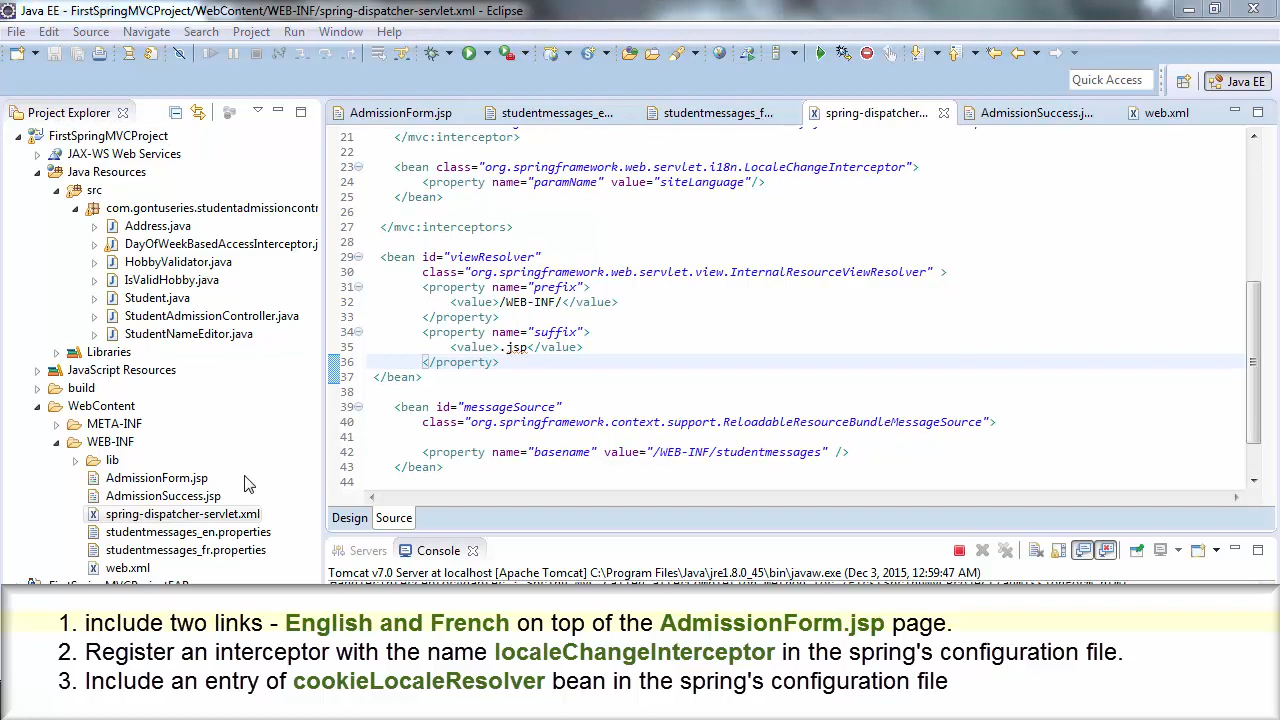 Java EE - FirstSpringMVCProject/WebContent/WEB-INF/spring-dispatcher-servlet.xml - Eclipse
File Edit Source Navigate Search Project Run Window Help
Quick Access
Java EE
Project Explorer
AdmissionForm.jsp
studentmessages_e...
studentmessages_f...
spring-dispatcher...
AdmissionSuccess.j...
web.xml
FirstSpringMVCProject
JAX-WS Web Services
Java Resources
src
com.gontuseries.studentadmissioncontr
Address.java
DayOfWeekBasedAccessInterceptor.j
HobbyValidator.java
IsValidHobby.java
Student.java
StudentAdmissionController.java
StudentNameEditor.java
Libraries
JavaScript Resources
build
WebContent
META-INF
WEB-INF
lib
AdmissionForm.jsp
AdmissionSuccess.jsp
spring-dispatcher-servlet.xml
studentmessages_en.properties
studentmessages_fr.properties
web.xml
21 </mvc:interceptor>
22
23 <bean class="org.springframework.web.servlet.i18n.LocaleChangeInterceptor">
24 <property name="paramName" value="siteLanguage"/>
25 </bean>
26
27 </mvc:interceptors>
28
29 <bean id="viewResolver"
30 class="org.springframework.web.servlet.view.InternalResourceViewResolver" >
31 <property name="prefix">
32 <value>/WEB-INF/</value>
33 </property>
34 <property name="suffix">
35 <value>.jsp</value>
36 </property>
37 </bean>
38
39 <bean id="messageSource"
40 class="org.springframework.context.support.ReloadableResourceBundleMessageSource">
41
42 <property name="basename" value="/WEB-INF/studentmessages" />
43 </bean>
44
Design Source
Servers Console
Tomcat v7.0 Server at localhost [Apache Tomcat] C:\Program Files\Java\jre1.8.0_45\bin\javaw.exe (Dec 3, 2015, 12:59:47 AM)
1. include two links - English and French on top of the AdmissionForm.jsp page.
2. Register an interceptor with the name localeChangeInterceptor in the spring's configuration file.
3. Include an entry of cookieLocaleResolver bean in the spring's configuration file